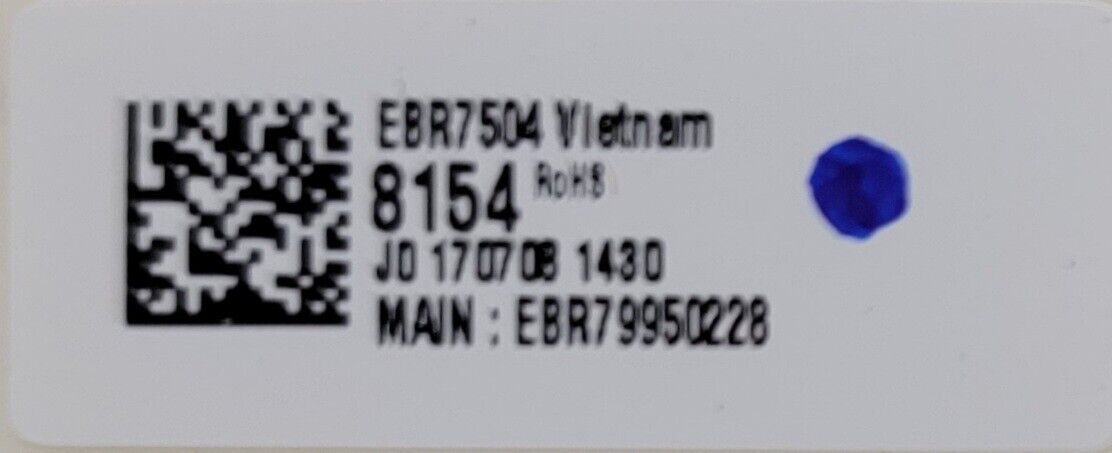 EBR7504 Vietnam
8154 RoHS
J0 170708 1430
MAIN : EBR79950228